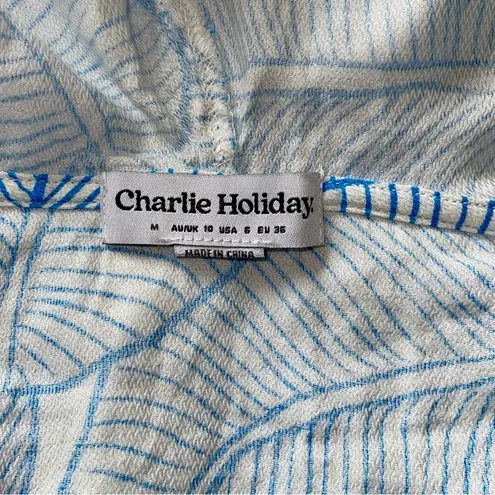 Charlie Holiday.
M AU/UK 10 USA 6 EU 36
MADE IN CHINA